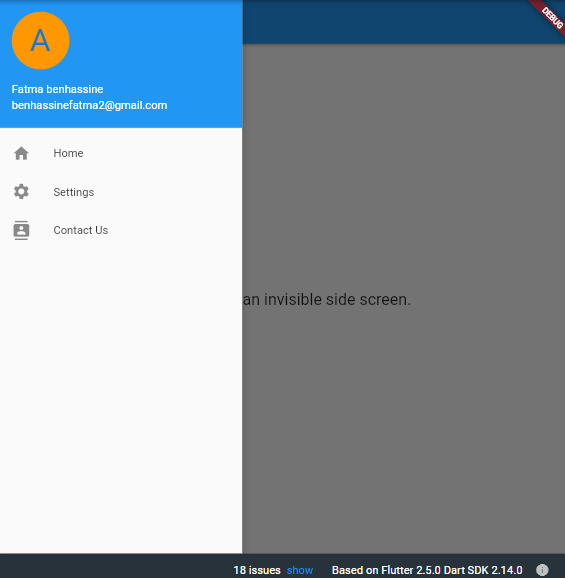 DEBUG
A
Fatma benhassine
benhassinefatma2@gmail.com
Home
Settings
Contact Us
an invisible side screen.
18 issues show Based on Flutter 2.5.0 Dart SDK 2.14.0